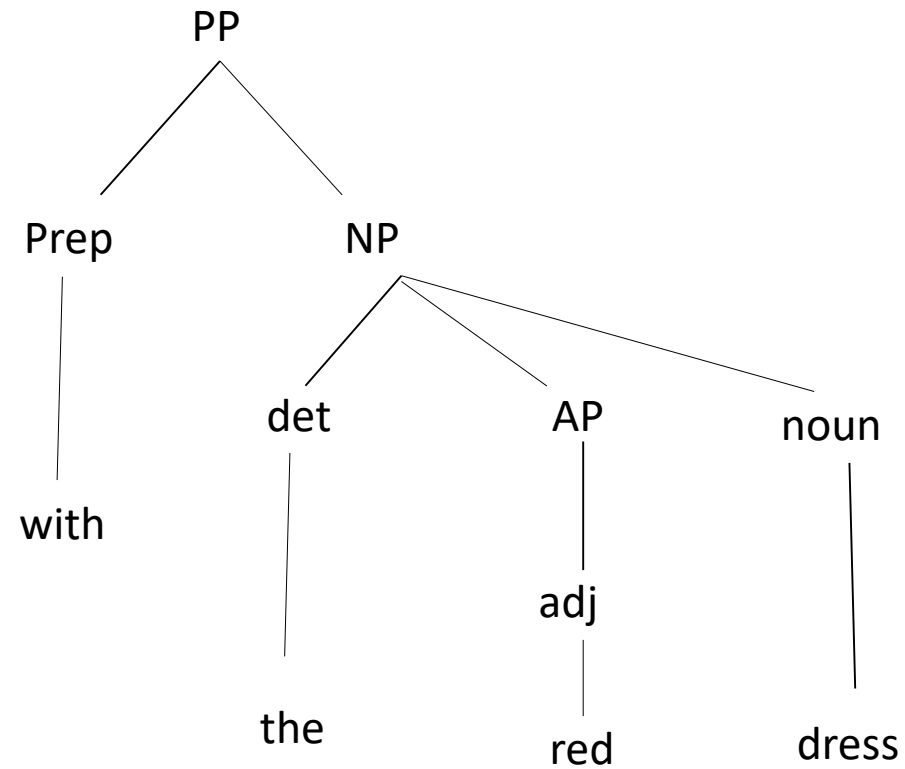 PP
Prep NP
det AP noun
with
adj
the red dress